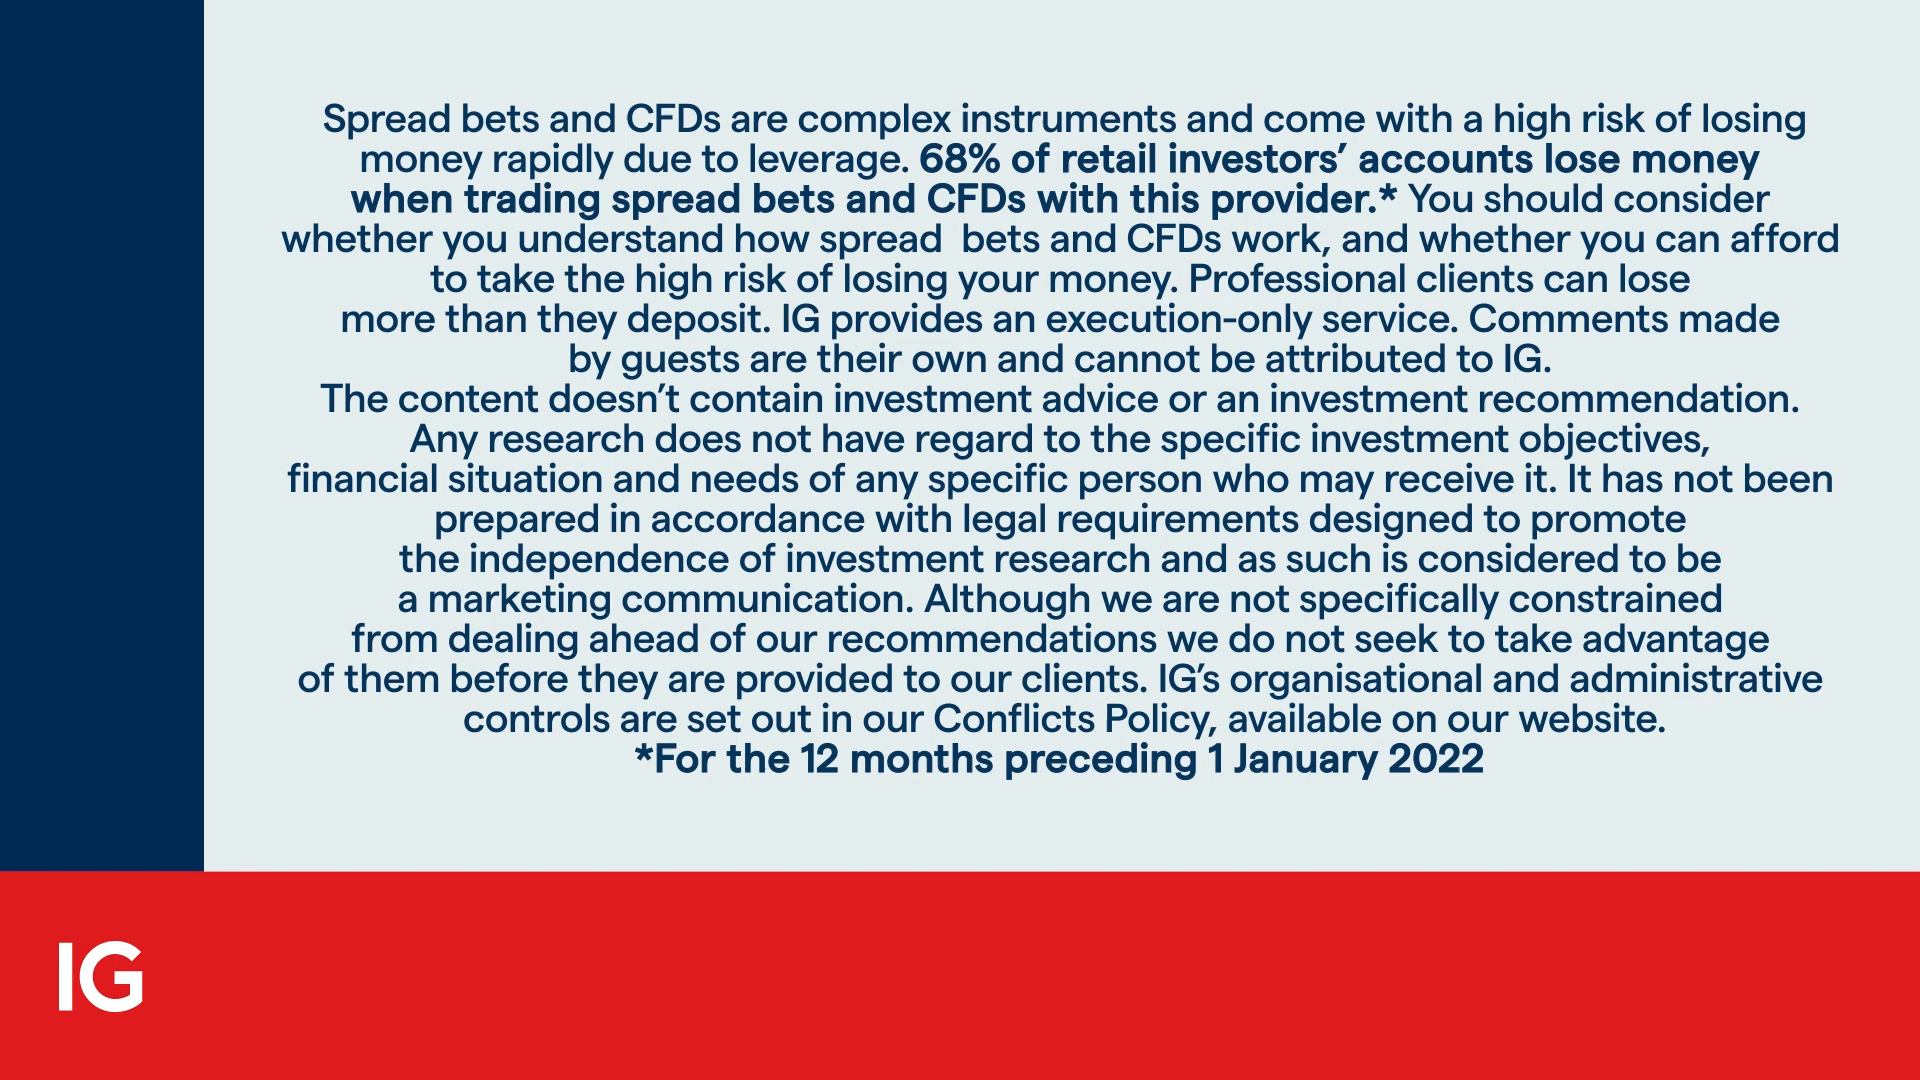 Spread bets and CFDs are complex instruments and come with a high risk of losing
money rapidly due to leverage. 68% of retail investors’ accounts lose money
when trading spread bets and CFDs with this provider.* You should consider
whether you understand how spread  bets and CFDs work, and whether you can afford
to take the high risk of losing your money. Professional clients can lose
more than they deposit. IG provides an execution-only service. Comments made
by guests are their own and cannot be attributed to IG.
The content doesn’t contain investment advice or an investment recommendation.
Any research does not have regard to the specific investment objectives,
financial situation and needs of any specific person who may receive it. It has not been
prepared in accordance with legal requirements designed to promote
the independence of investment research and as such is considered to be
a marketing communication. Although we are not specifically constrained
from dealing ahead of our recommendations we do not seek to take advantage
of them before they are provided to our clients. IG’s organisational and administrative
controls are set out in our Conflicts Policy, available on our website.
*For the 12 months preceding 1 January 2022
IG